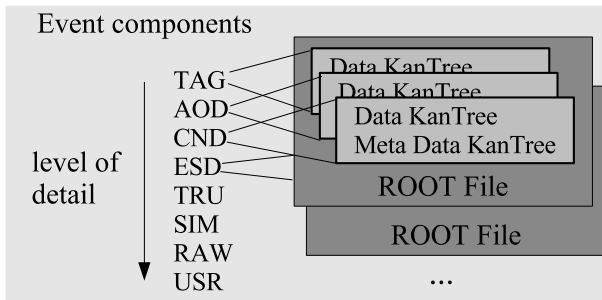 Event components
level of
detail
TAG
AOD
CND
ESD
TRU
SIM
RAW
USR
Data KanTree
Data KanTree
Data KanTree
Meta Data KanTree
ROOT File
ROOT File
...